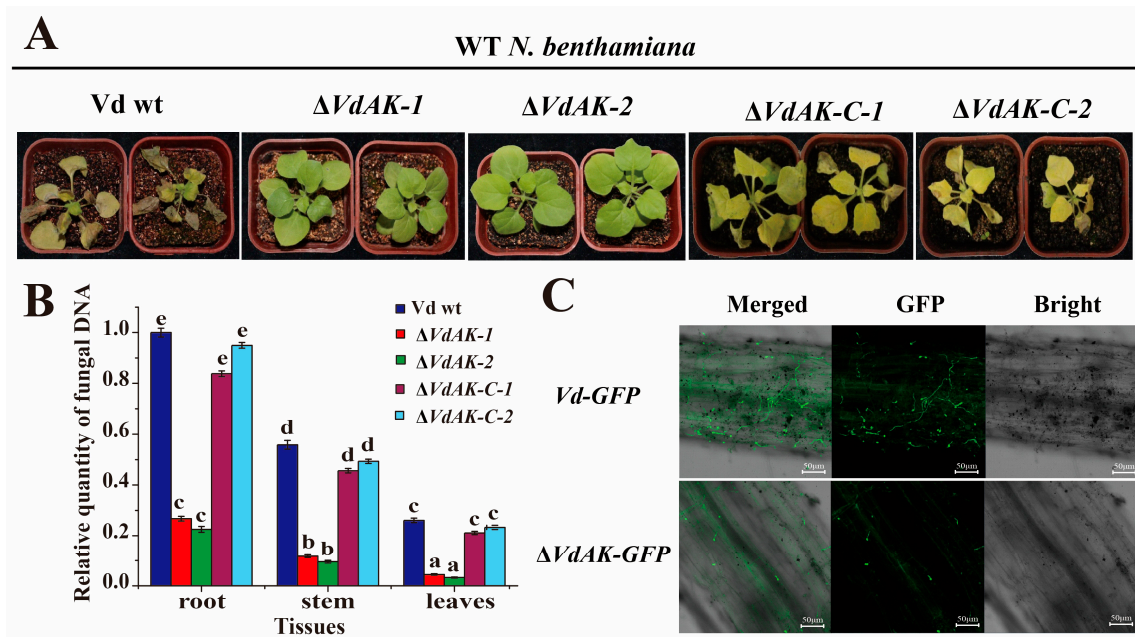 A
WT N. benthamiana
Vd wt
ΔVdAK-1
ΔVdAK-2
ΔVdAK-C-1
ΔVdAK-C-2
B
Relative quantity of fungal DNA
1.0
0.8
0.6
0.4
0.2
0.0
e
c
c
e
e
d
b
b
d
d
c
a
a
c
c
Vd wt
ΔVdAK-1
ΔVdAK-2
ΔVdAK-C-1
ΔVdAK-C-2
root
stem
leaves
Tissues
C
Merged
GFP
Bright
Vd-GFP
50μm
50μm
50μm
ΔVdAK-GFP
50μm
50μm
50μm